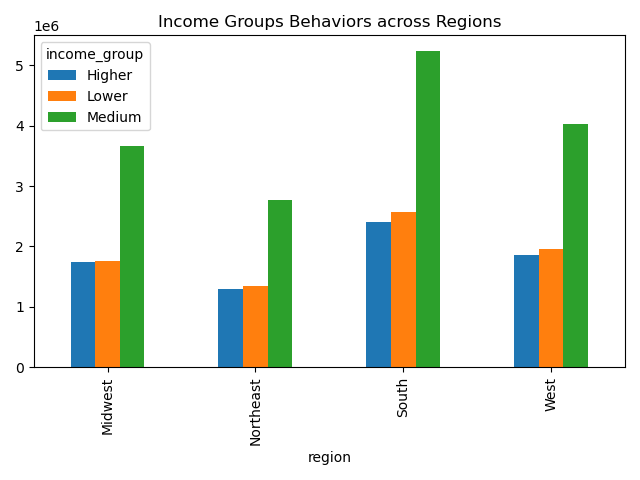 Income Groups Behaviors across Regions
1e6
income_group
Higher
Lower
Medium
5
4
3
2
1
0
Midwest
Northeast
South
West
region